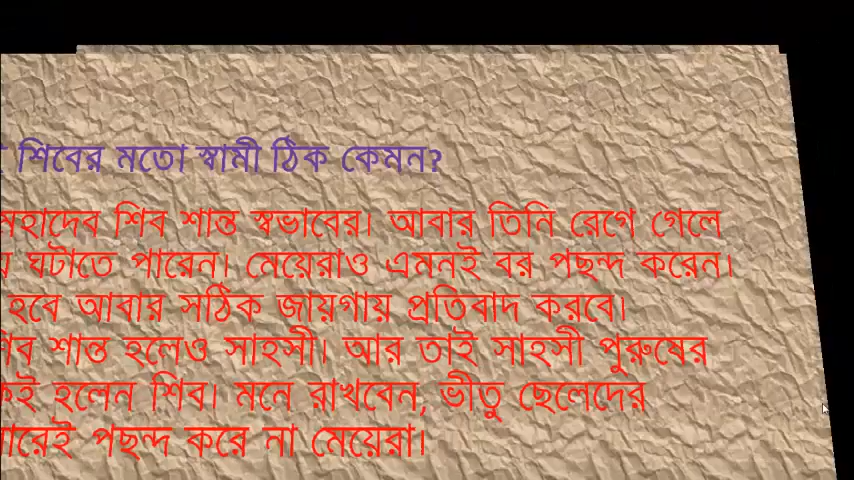 শিবের মতো স্বামী ঠিক কেমন?
মহাদেব শিব শান্ত স্বভাবের। আবার তিনি রেগে গেলে
ঘটাতে পারেন। মেয়েরাও এমনই বর পছন্দ করেন।
হবে আবার সঠিক জায়গায় প্রতিবাদ করবে।
শিব শান্ত হলেও সাহসী। আর তাই সাহসী পুরুষের
হলেন শিব। মনে রাখবেন, ভীতু ছেলেদের
পছন্দ করে না মেয়েরা।